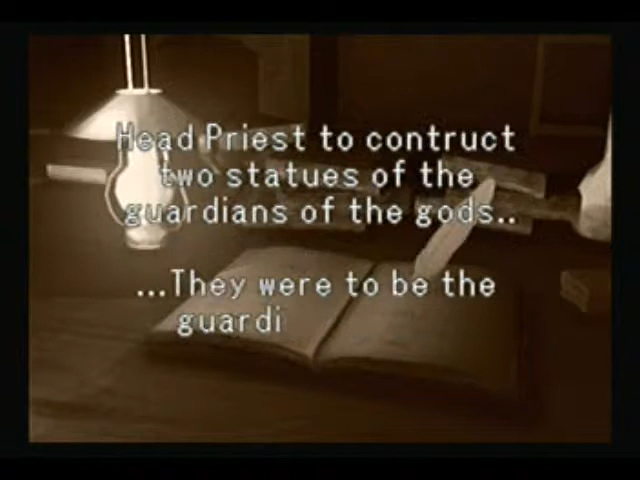 Head Priest to contruct
two statues of the
guardians of the gods..
...They were to be the
guardi